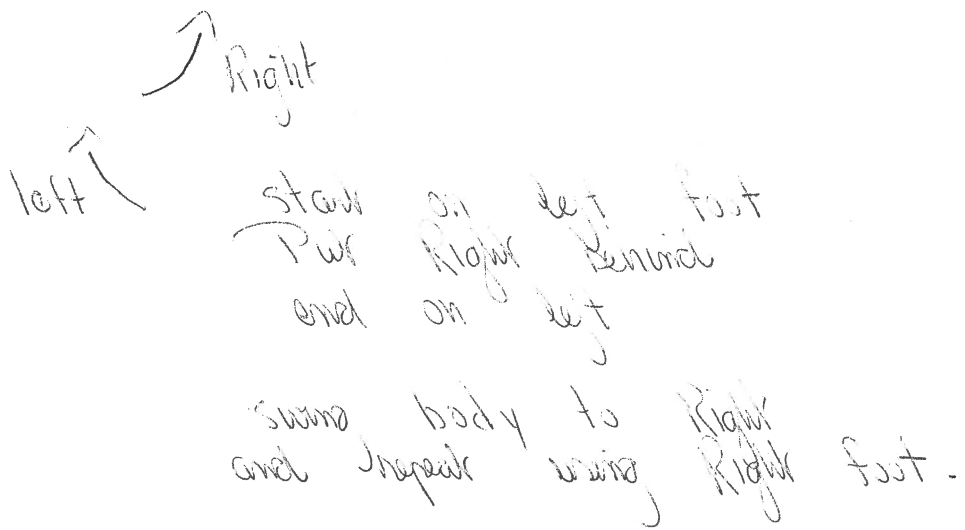 Right
left
start on left foot
Put Right Behind
end on left
swing body to Right
and repeat using Right foot.